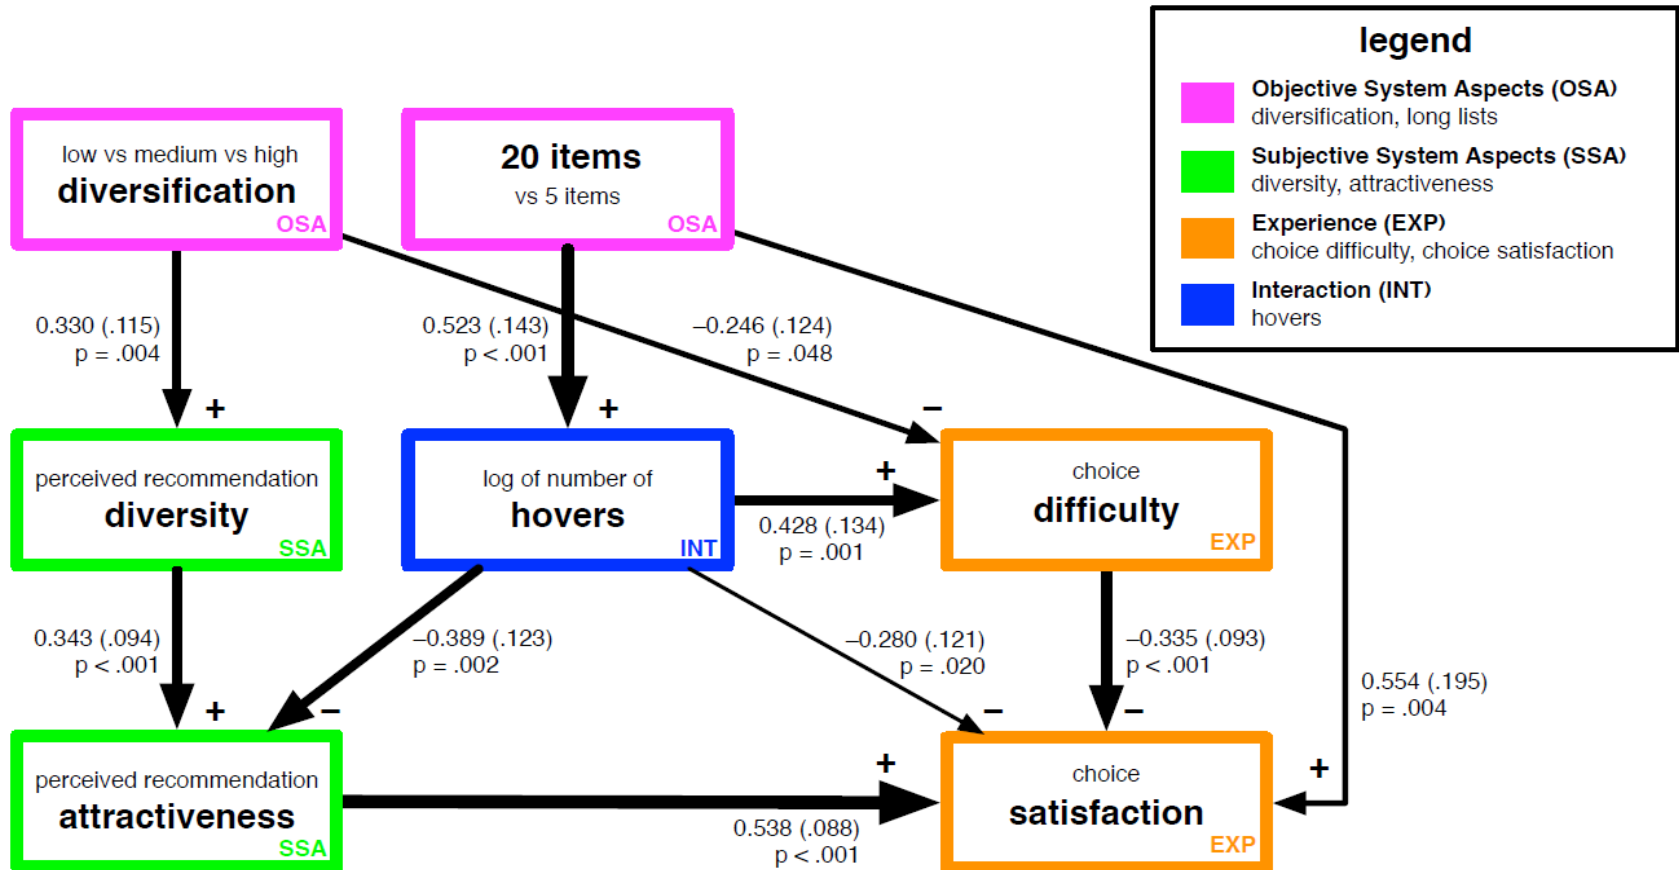 legend
Objective System Aspects (OSA)
diversification, long lists
Subjective System Aspects (SSA)
diversity, attractiveness
Experience (EXP)
choice difficulty, choice satisfaction
Interaction (INT)
hovers
low vs medium vs high
diversification
OSA
20 items
vs 5 items
OSA
0.330 (.115)
p = .004
+
0.523 (.143)
p < .001
+
–0.246 (.124)
p = .048
–
perceived recommendation
diversity
SSA
log of number of
hovers
INT
+
0.428 (.134)
p = .001
choice
difficulty
EXP
0.343 (.094)
p < .001
+
–0.389 (.123)
p = .002
–
–0.280 (.121)
p = .020
–
–0.335 (.093)
p < .001
–
0.554 (.195)
p = .004
+
perceived recommendation
attractiveness
SSA
+
0.538 (.088)
p < .001
choice
satisfaction
EXP